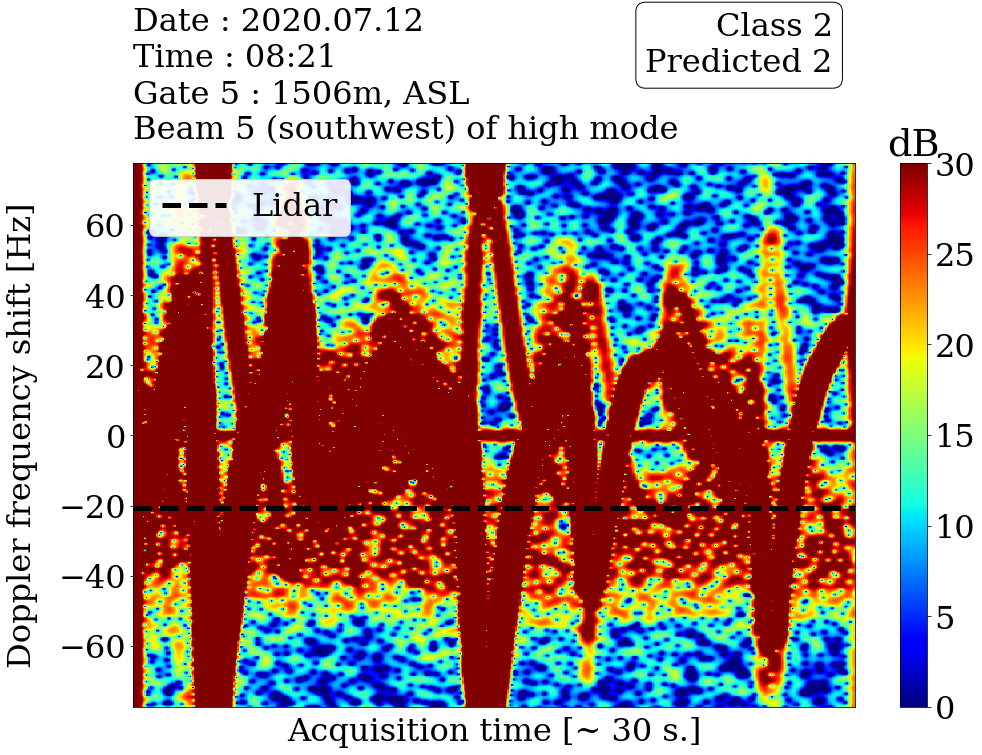 Date : 2020.07.12
Time : 08:21
Gate 5 : 1506m, ASL
Beam 5 (southwest) of high mode
Class 2
Predicted 2
dB
Lidar
Doppler frequency shift [Hz]
60
40
20
0
−20
−40
−60
30
25
20
15
10
5
0
Acquisition time [~ 30 s.]